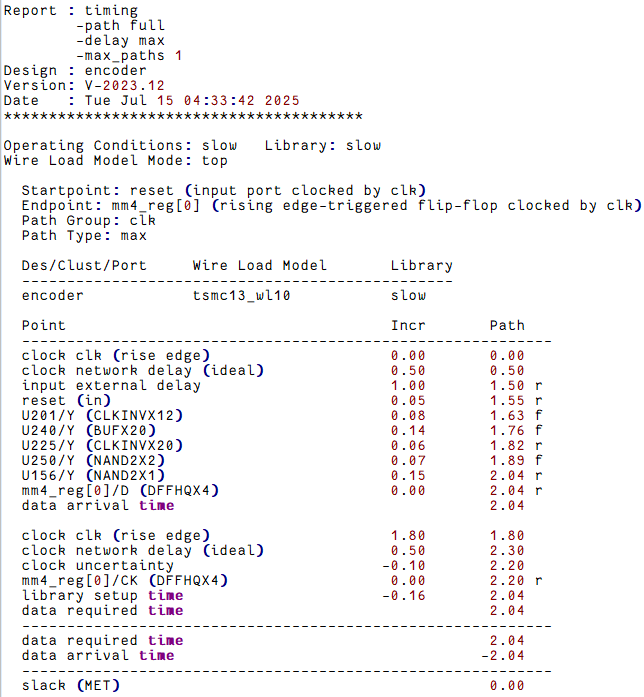 Report : timing
        -path full
        -delay max
        -max_paths 1
Design : encoder
Version: V-2023.12
Date   : Tue Jul 15 04:33:42 2025
****************************************

Operating Conditions: slow   Library: slow
Wire Load Model Mode: top

  Startpoint: reset (input port clocked by clk)
  Endpoint: mm4_reg[0] (rising edge-triggered flip-flop clocked by clk)
  Path Group: clk
  Path Type: max

  Des/Clust/Port     Wire Load Model       Library
  ------------------------------------------------
  encoder            tsmc13_wl10           slow

  Point                                    Incr       Path
  -----------------------------------------------------------
  clock clk (rise edge)                    0.00       0.00
  clock network delay (ideal)              0.50       0.50
  input external delay                     1.00       1.50 r
  reset (in)                               0.05       1.55 r
  U201/Y (CLKINVX12)                       0.08       1.63 f
  U240/Y (BUFX20)                          0.14       1.76 f
  U225/Y (CLKINVX20)                       0.06       1.82 r
  U250/Y (NAND2X2)                         0.07       1.89 f
  U156/Y (NAND2X1)                         0.15       2.04 r
  mm4_reg[0]/D (DFFHQX4)                   0.00       2.04 r
  data arrival time                                   2.04

  clock clk (rise edge)                    1.80       1.80
  clock network delay (ideal)              0.50       2.30
  clock uncertainty                       -0.10       2.20
  mm4_reg[0]/CK (DFFHQX4)                  0.00       2.20 r
  library setup time                      -0.16       2.04
  data required time                                  2.04
  -----------------------------------------------------------
  data required time                                  2.04
  data arrival time                                  -2.04
  -----------------------------------------------------------
  slack (MET)                                         0.00